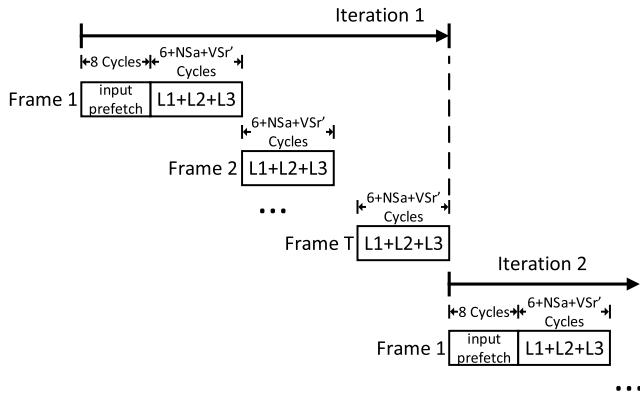 Iteration 1
8 Cycles
6+NSa+VSr’
Cycles
Frame 1
input
prefetch
L1+L2+L3
6+NSa+VSr’
Cycles
Frame 2
L1+L2+L3
...
6+NSa+VSr’
Cycles
Frame T
L1+L2+L3
Iteration 2
8 Cycles
6+NSa+VSr’
Cycles
Frame 1
input
prefetch
L1+L2+L3
...